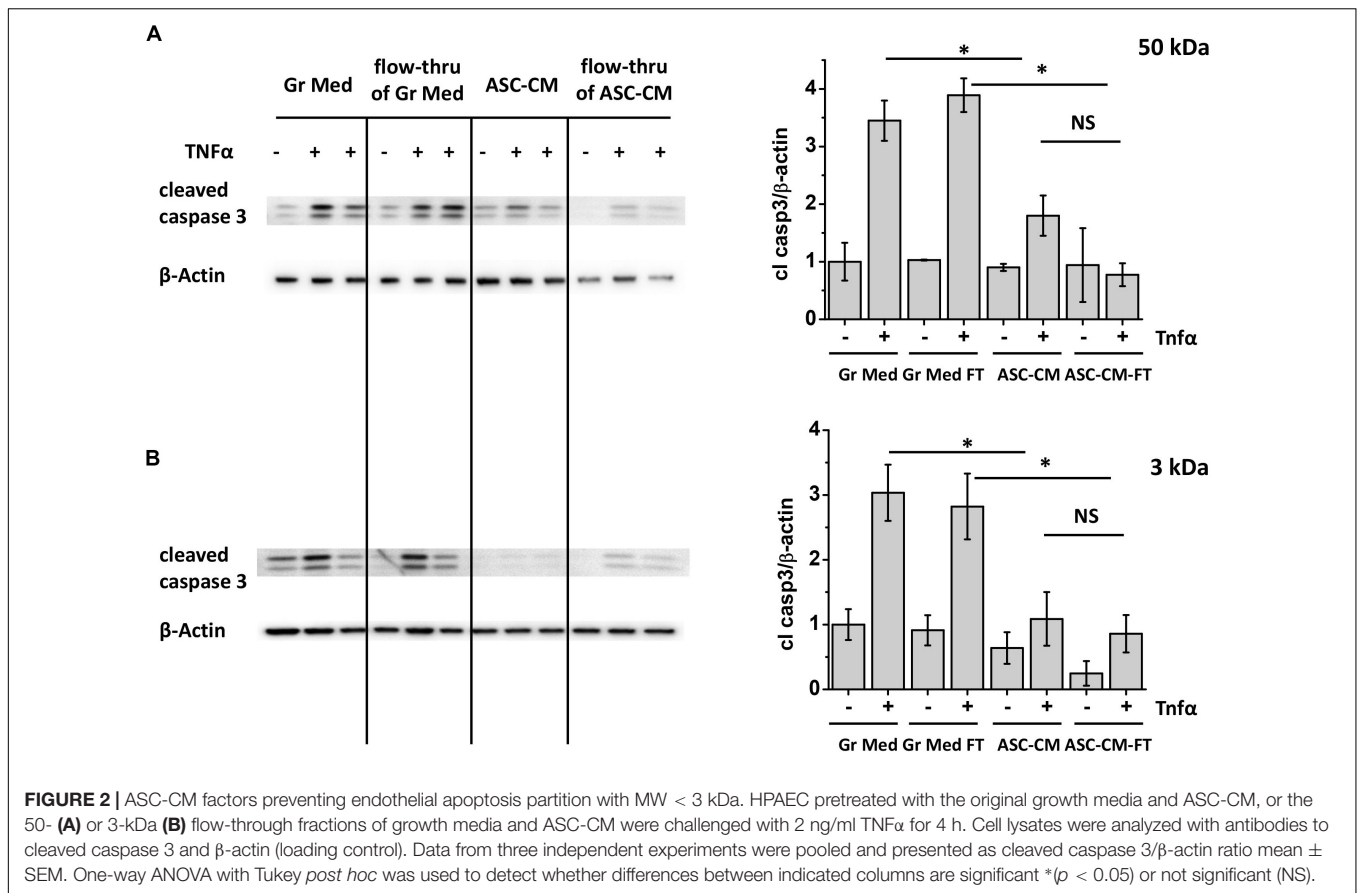 A
Gr Med
flow-thru
of Gr Med
ASC-CM
flow-thru
of ASC-CM
TNFα - + + - + + - + + - + +
cleaved
caspase 3
β-Actin
50 kDa
* *
NS
cl casp3/β-actin
4
3
2
1
0
- + - + - + - + Tnfα
Gr Med Gr Med FT ASC-CM ASC-CM-FT
B
cleaved
caspase 3
β-Actin
3 kDa
* *
NS
cl casp3/β-actin
4
3
2
1
0
- + - + - + - + Tnfα
Gr Med Gr Med FT ASC-CM ASC-CM-FT
FIGURE 2 | ASC-CM factors preventing endothelial apoptosis partition with MW < 3 kDa. HPAEC pretreated with the original growth media and ASC-CM, or the
50- (A) or 3-kDa (B) flow-through fractions of growth media and ASC-CM were challenged with 2 ng/ml TNFα for 4 h. Cell lysates were analyzed with antibodies to
cleaved caspase 3 and β-actin (loading control). Data from three independent experiments were pooled and presented as cleaved caspase 3/β-actin ratio mean ±
SEM. One-way ANOVA with Tukey post hoc was used to detect whether differences between indicated columns are significant *(p < 0.05) or not significant (NS).